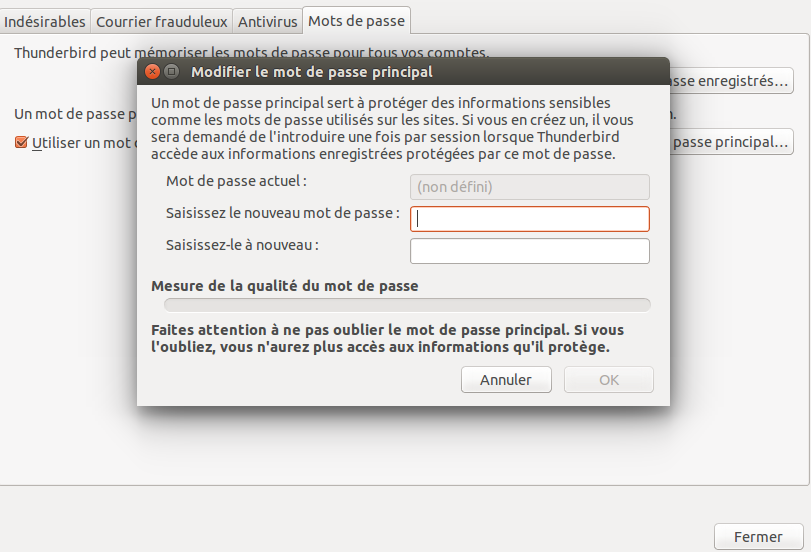 Indésirables Courrier frauduleux Antivirus Mots de passe
Thunderbird peut mémoriser les mots de passe pour tous vos comptes.
Modifier le mot de passe principal
enregistrés...
Un mot de passe
Utiliser un mot
passe principal...
Un mot de passe principal sert à protéger des informations sensibles
comme les mots de passe utilisés sur les sites. Si vous en créez un, il vous
sera demandé de l'introduire une fois par session lorsque Thunderbird
accède aux informations enregistrées protégées par ce mot de passe.
Mot de passe actuel : (non défini)
Saisissez le nouveau mot de passe :
Saisissez-le à nouveau :
Mesure de la qualité du mot de passe
Faites attention à ne pas oublier le mot de passe principal. Si vous
l'oubliez, vous n'aurez plus accès aux informations qu'il protège.
Annuler OK
Fermer